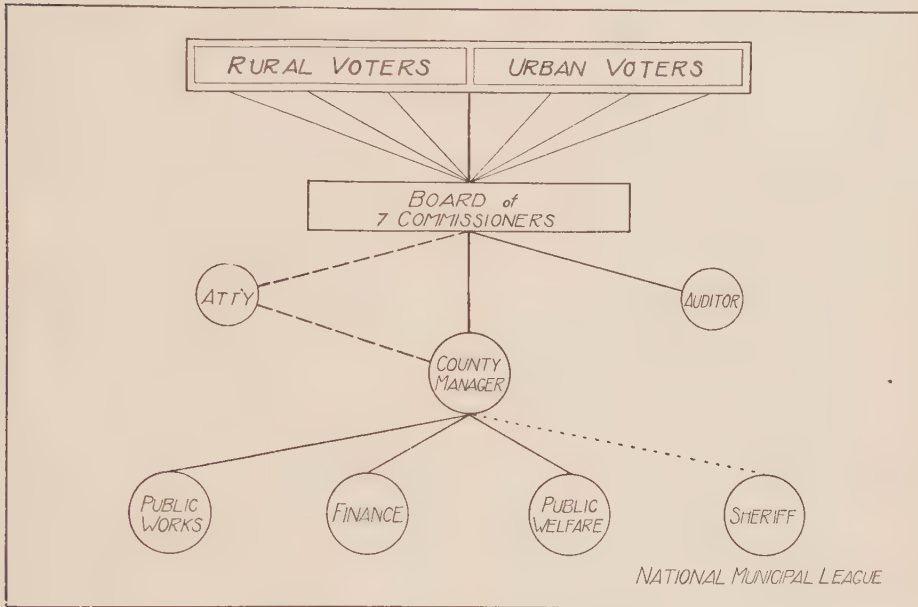 RURAL VOTERS
URBAN VOTERS
BOARD of
7 COMMISSIONERS
ATT'Y
AUDITOR
COUNTY
MANAGER
PUBLIC
WORKS
FINANCE
PUBLIC
WELFARE
SHERIFF
NATIONAL MUNICIPAL LEAGUE